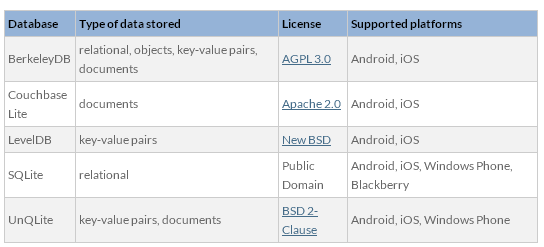 Database Type of data stored License Supported platforms
BerkeleyDB relational, objects, key-value pairs, documents AGPL 3.0 Android, iOS
Couchbase Lite documents Apache 2.0 Android, iOS
LevelDB key-value pairs New BSD Android, iOS
SQLite relational Public Domain Android, iOS, Windows Phone, Blackberry
UnQLite key-value pairs, documents BSD 2-Clause Android, iOS, Windows Phone